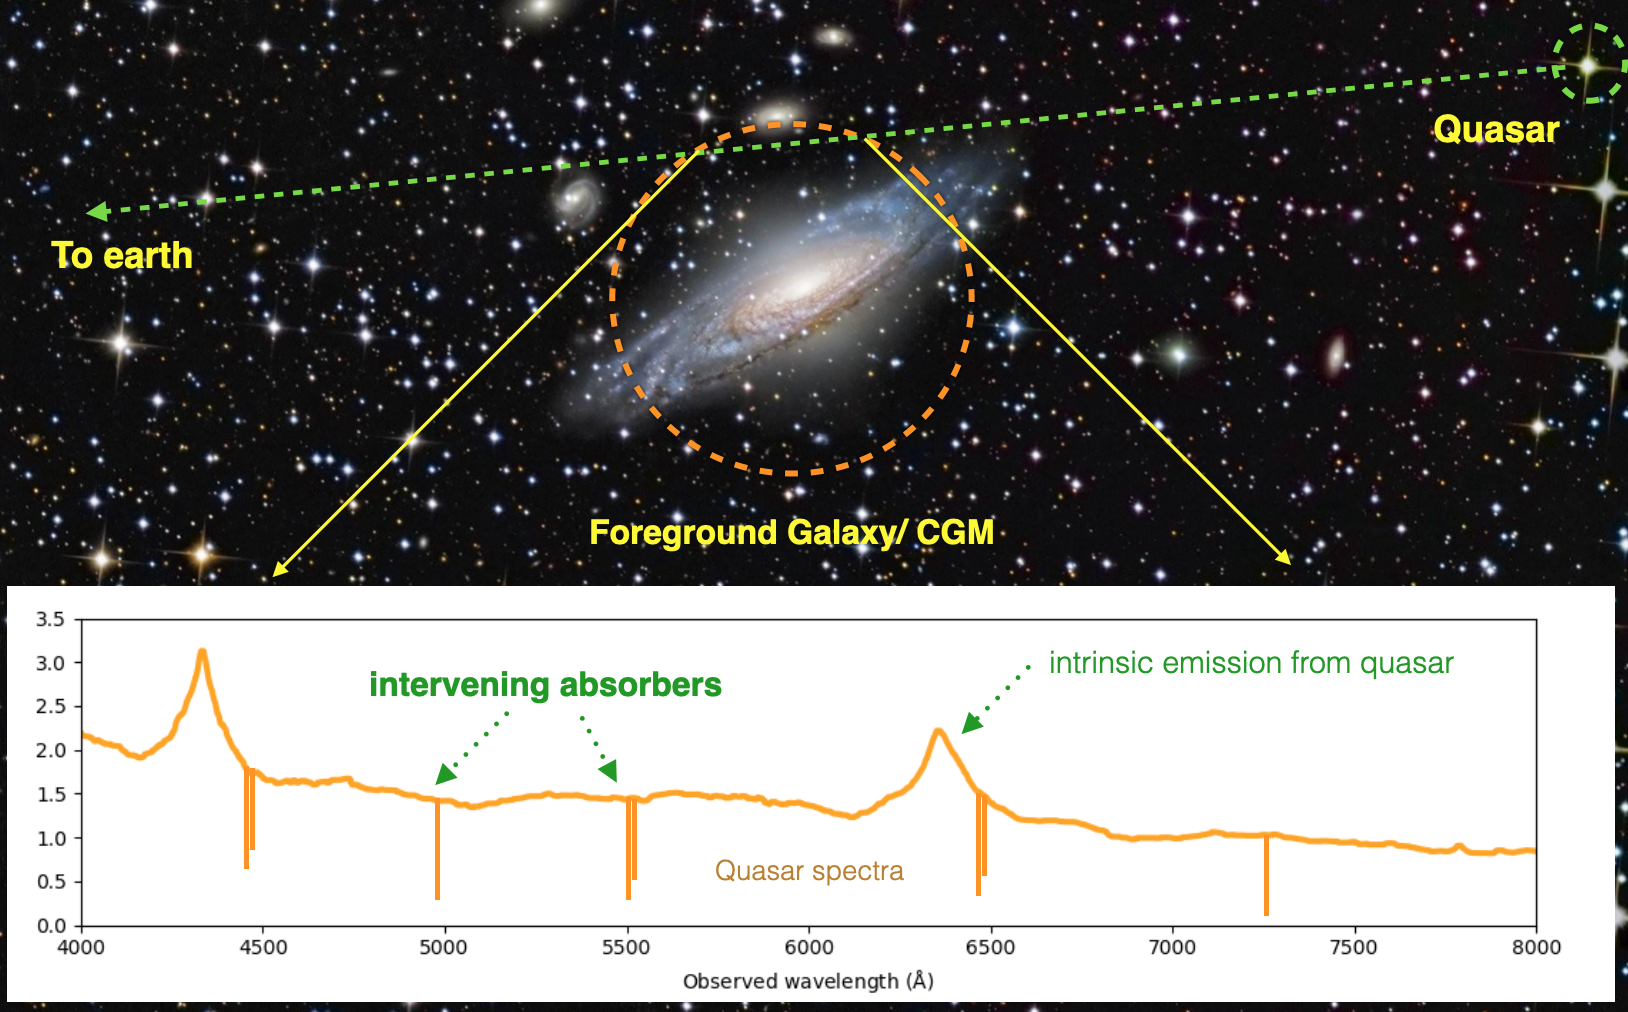 Quasar
To earth
Foreground Galaxy/ CGM
3.5
3.0
2.5
2.0
1.5
1.0
0.5
0.0
intervening absorbers
intrinsic emission from quasar
Quasar spectra
4000 4500 5000 5500 6000 6500 7000 7500 8000
Observed wavelength (Å)